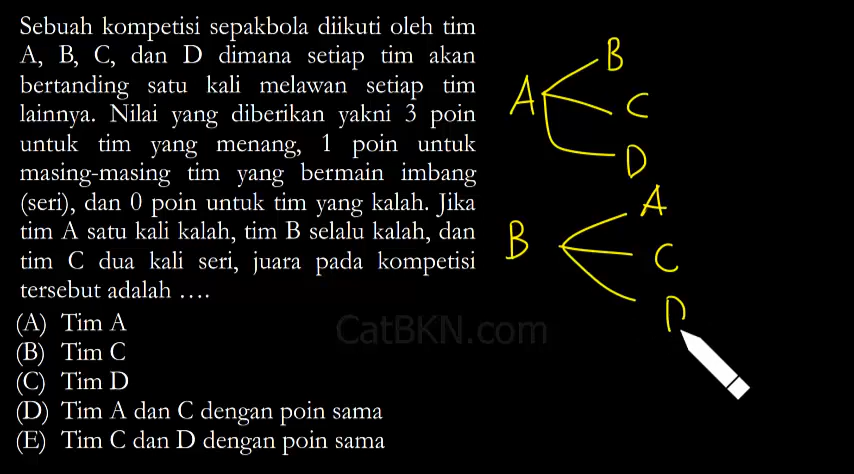 Sebuah kompetisi sepakbola diikuti oleh tim
A, B, C, dan D dimana setiap tim akan
bertanding satu kali melawan setiap tim
lainnya. Nilai yang diberikan yakni 3 poin
untuk tim yang menang, 1 poin untuk
masing-masing tim yang bermain imbang
(seri), dan 0 poin untuk tim yang kalah. Jika
tim A satu kali kalah, tim B selalu kalah, dan
tim C dua kali seri, juara pada kompetisi
tersebut adalah ….
(A) Tim A
(B) Tim C
(C) Tim D
(D) Tim A dan C dengan poin sama
(E) Tim C dan D dengan poin sama
CatBKN.com
B
A
C
D
A
B
C
D